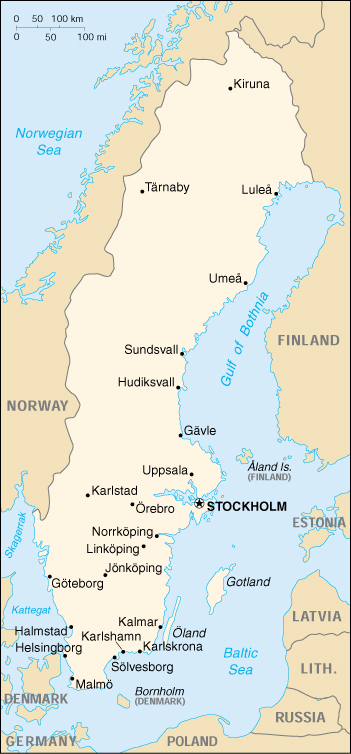 0 50 100 km
0 50 100 mi
Kiruna
Norwegian
Sea
Tärnaby
Luleå
Umeå
Gulf of Bothnia
FINLAND
Sundsvall
Hudiksvall
NORWAY
Gävle
Uppsala
Åland Is.
(FINLAND)
Karlstad
Örebro
STOCKHOLM
Skagerrak
ESTONIA
Norrköping
Linköping
Jönköping
Göteborg
Gotland
Kattegat
LATVIA
Halmstad
Kalmar
Öland
Helsingborg
Karlshamn
Karlskrona
Baltic
Sea
LITH.
Sölvesborg
Malmö
Bornholm
(DENMARK)
DENMARK
RUSSIA
GERMANY
POLAND